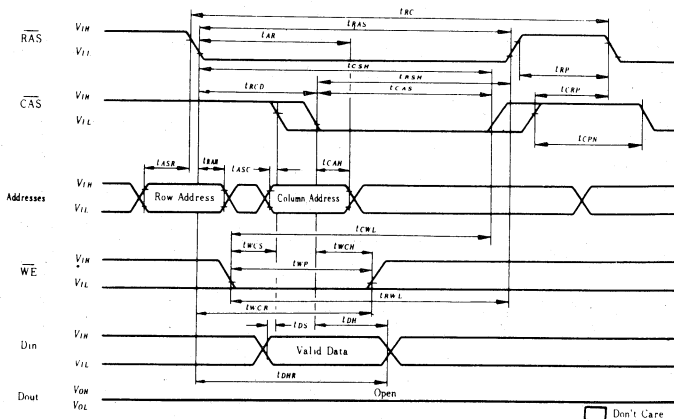 tRC
RAS VIH VIL
tRAS
tAR
tCSH
tRSH
tRP
tRCD
tCAS
tCRP
CAS VIH VIL
tCPN
tASR tRAH tASC tCAH
Addresses VIH VIL
Row Address Column Address
tCWL
tWCS tWCH
WE VIH VIL
tWP
tRWL
tWCR
tDS tDH
Din VIH VIL
Valid Data
tDHR
Open
Dout VOH VOL
Don't Care